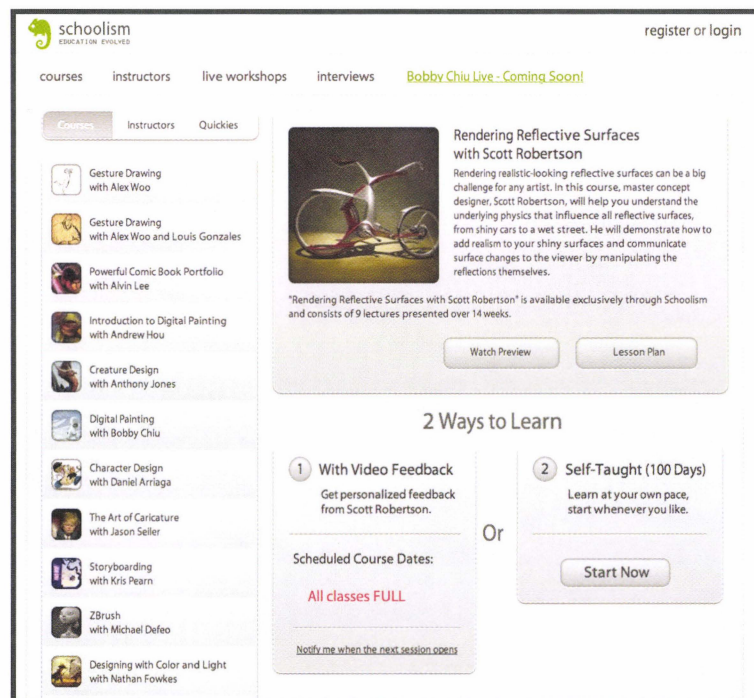 schoolism
EDUCATION EVOLVED
register or login
courses
instructors
live workshops
interviews
Bobby Chiu Live - Coming Soon!
Courses
Instructors
Quickies
Gesture Drawing
with Alex Woo
Gesture Drawing
with Alex Woo and Louis Gonzales
Powerful Comic Book Portfolio
with Alvin Lee
Introduction to Digital Painting
with Andrew Hou
Creature Design
with Anthony Jones
Digital Painting
with Bobby Chiu
Character Design
with Daniel Arriaga
The Art of Caricature
with Jason Seiler
Storyboarding
with Kris Pearn
ZBrush
with Michael Defeo
Designing with Color and Light
with Nathan Fowkes
Rendering Reflective Surfaces
with Scott Robertson
Rendering realistic-looking reflective surfaces can be a big
challenge for any artist. In this course, master concept
designer, Scott Robertson, will help you understand the
underlying physics that influence all reflective surfaces,
from shiny cars to a wet street. He will demonstrate how to
add realism to your shiny surfaces and communicate
surface changes to the viewer by manipulating the
reflections themselves.
"Rendering Reflective Surfaces with Scott Robertson" is available exclusively through Schoolism
and consists of 9 lectures presented over 14 weeks.
Watch Preview
Lesson Plan
2 Ways to Learn
1 With Video Feedback
Get personalized feedback
from Scott Robertson.
Scheduled Course Dates:
All classes FULL
Notify me when the next session opens
Or
2 Self-Taught (100 Days)
Learn at your own pace,
start whenever you like.
Start Now